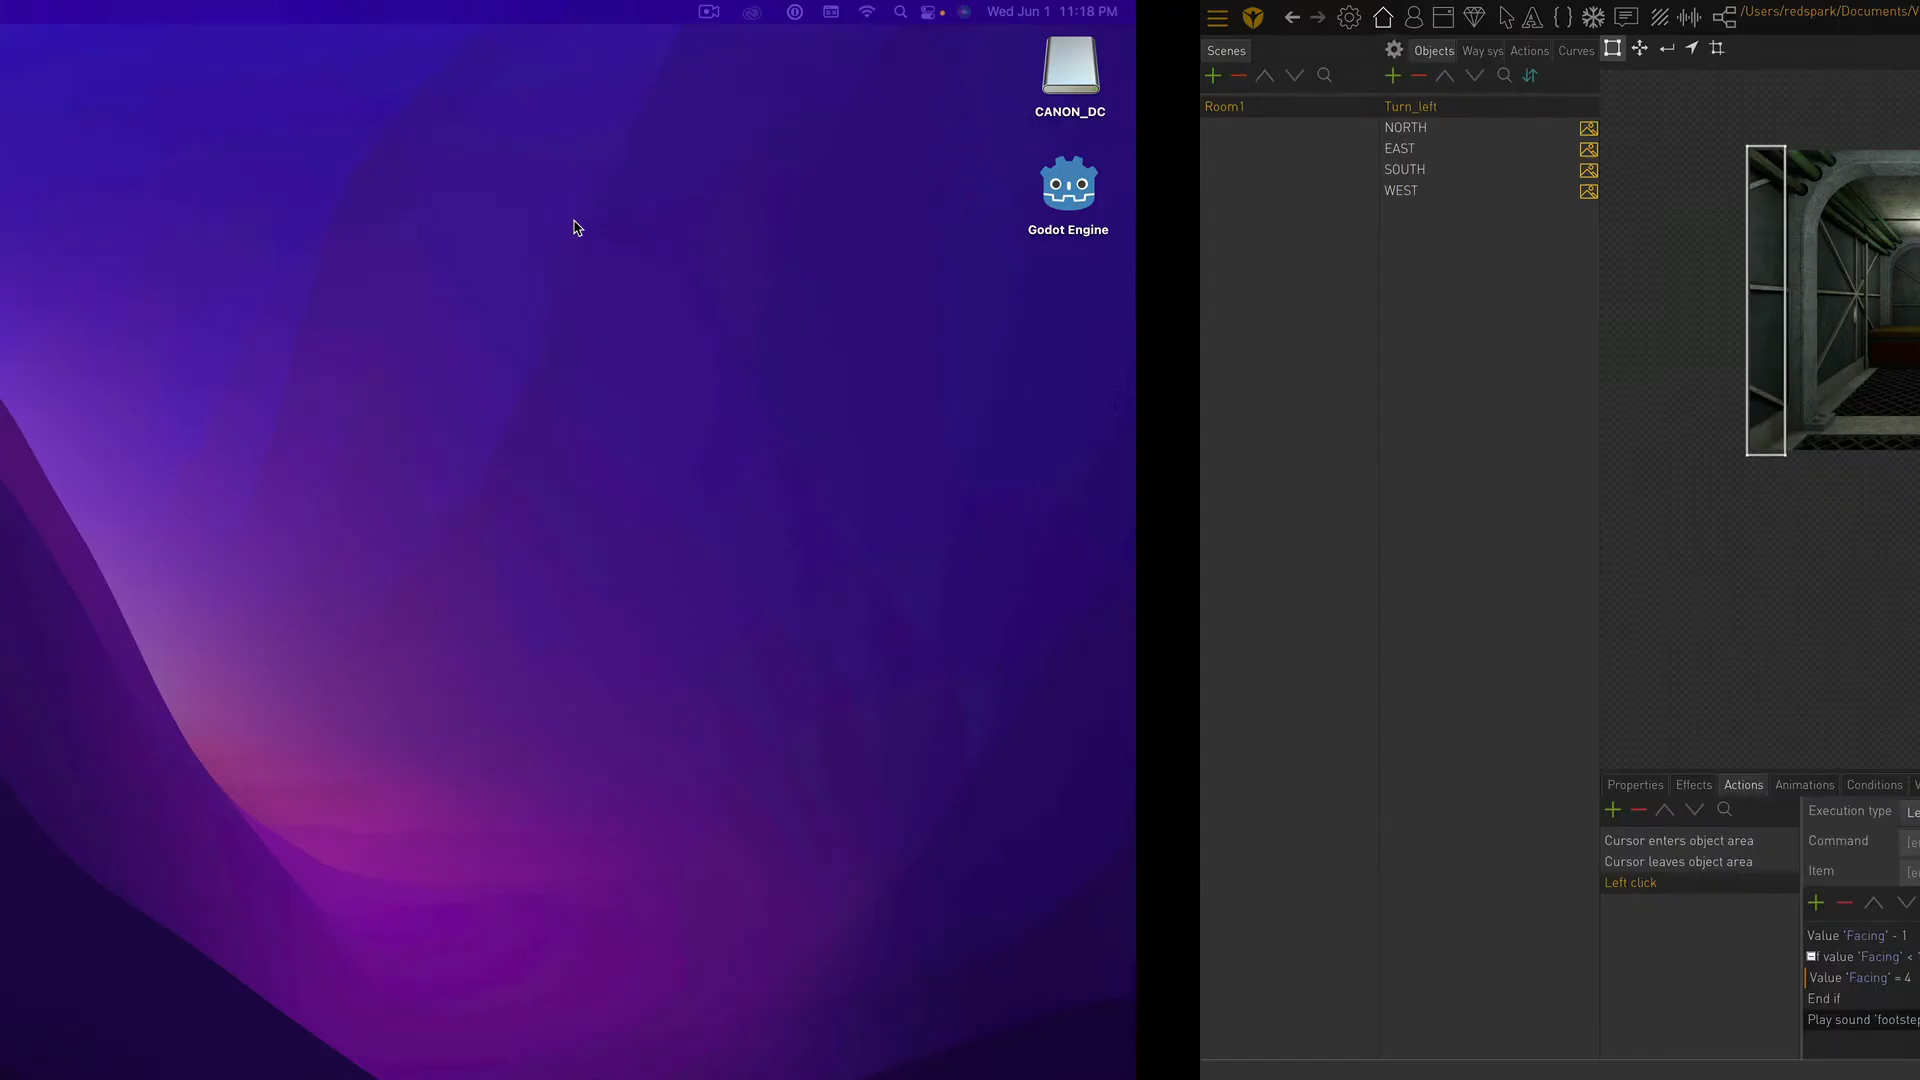 Wed Jun 1 11:18 PM
CANON_DC
Godot Engine
/Users/redspark/Documents/V
Scenes
Objects
Way sys
Actions
Curves
Room1
Turn_left
NORTH
EAST
SOUTH
WEST
Properties
Effects
Actions
Animations
Conditions
V
Execution type
Le
Cursor enters object area
Cursor leaves object area
Left click
Command
[e
Item
[e
Value 'Facing' - 1
If value 'Facing' <
Value 'Facing' = 4
End if
Play sound 'footstep